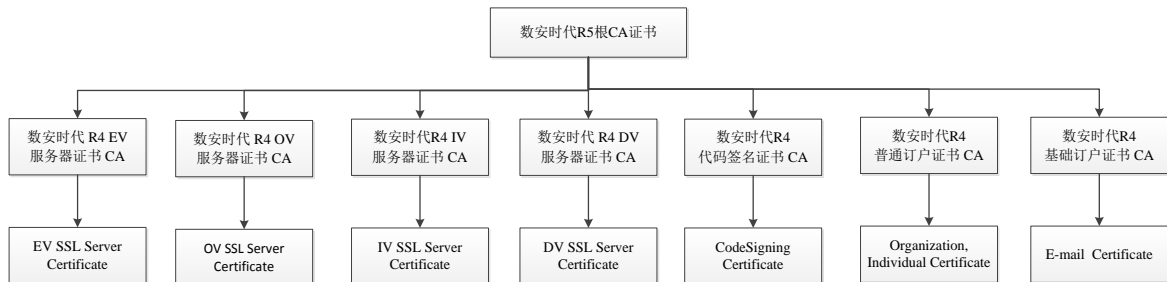 数安时代R5根CA证书
数安时代 R4 EV
服务器证书 CA
数安时代 R4 OV
服务器证书 CA
数安时代R4 IV
服务器证书 CA
数安时代 R4 DV
服务器证书 CA
数安时代R4
代码签名证书 CA
数安时代R4
普通订户证书 CA
数安时代R4
基础订户证书 CA
EV SSL Server
Certificate
OV SSL Server
Certificate
IV SSL Server
Certificate
DV SSL Server
Certificate
CodeSigning
Certificate
Organization,
Individual Certificate
E-mail Certificate